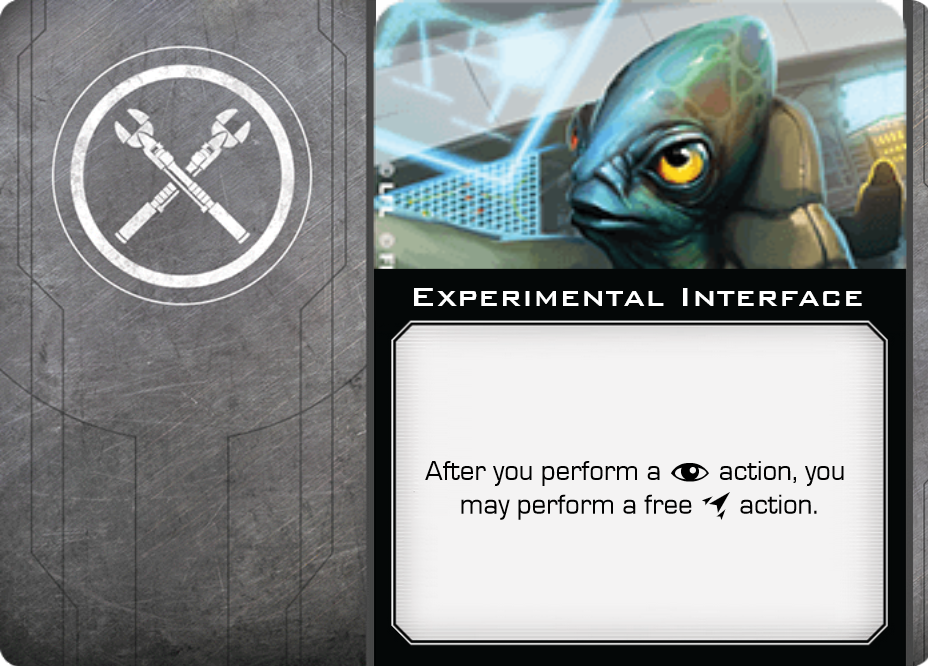 Experimental Interface
After you perform a action, you
may perform a free action.